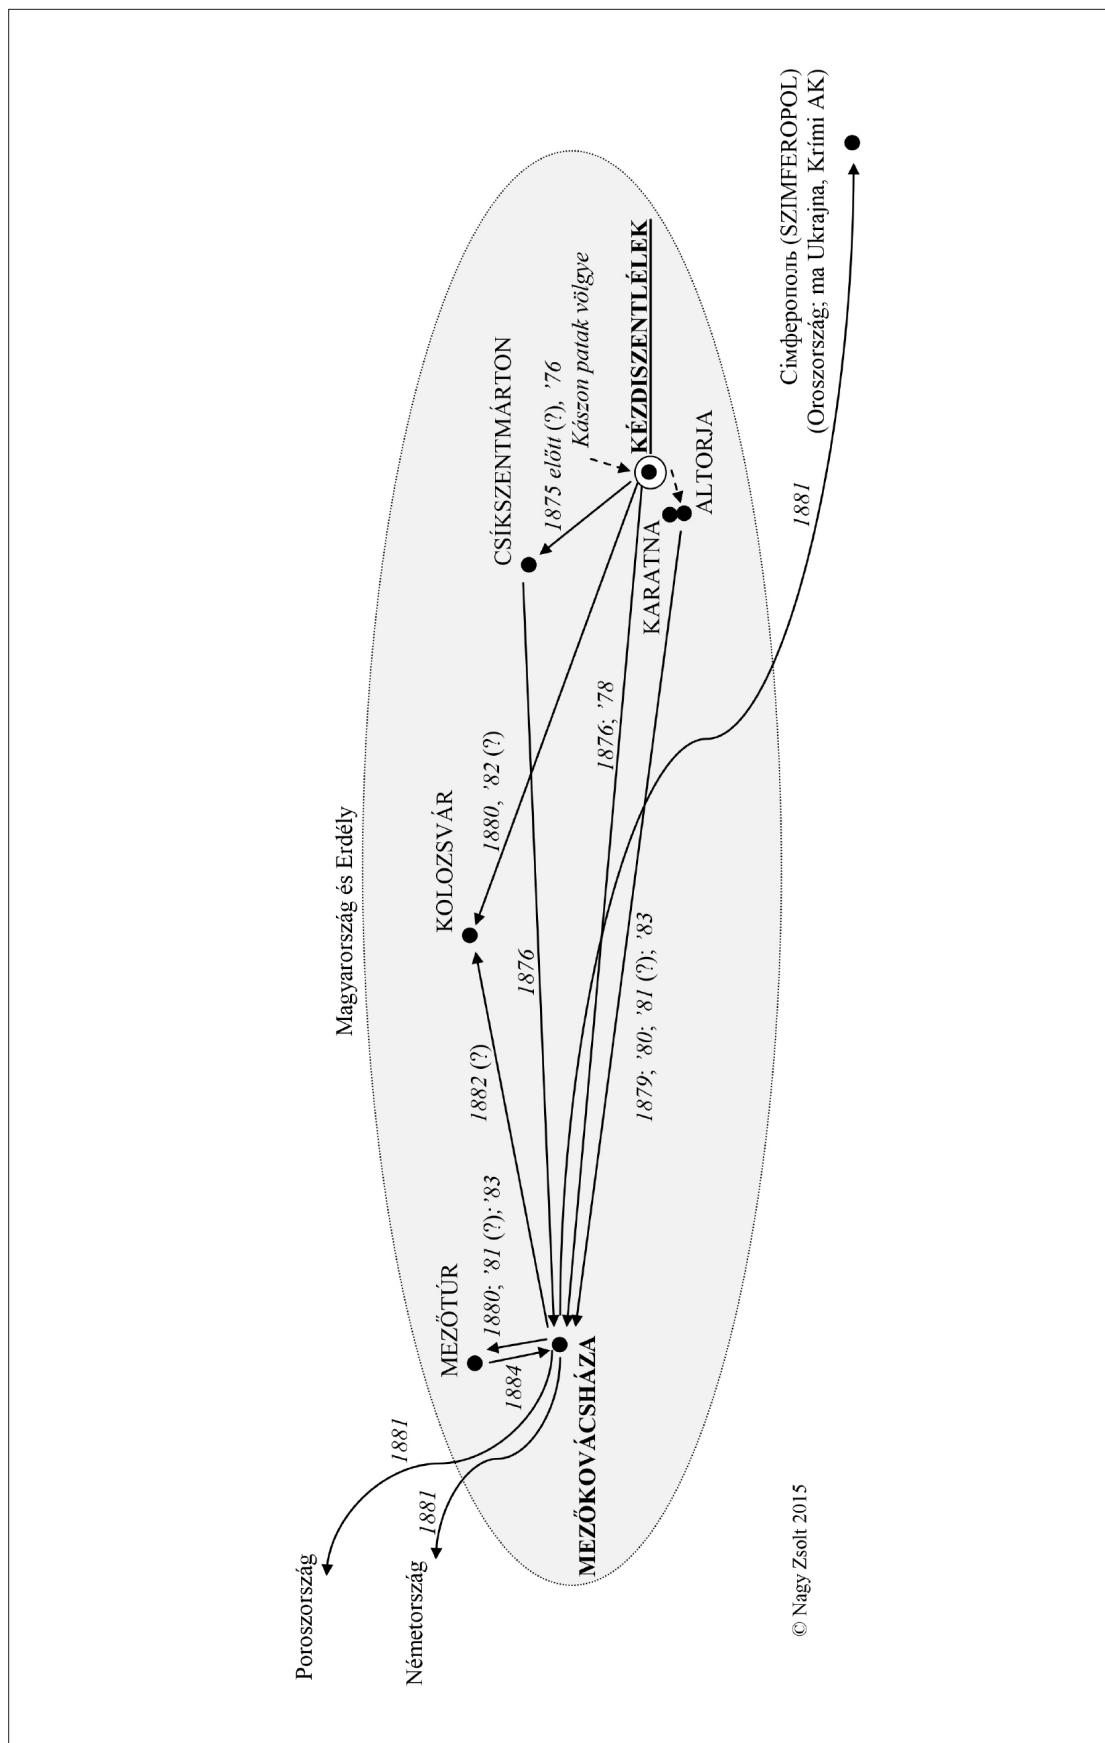 Magyarország és Erdély
Poroszország
1881
Németország
1881
MEZŐTÚR
1880; ’81 (?); ’83
1884
MEZŐKOVÁCSHÁZA
KOLOZSVÁR
1882 (?)
1880, ’82 (?)
1876
CSÍKSZENTMÁRTON
1875 előtt (?), ’76
Kászon patak völgye
KÉZDISZENTLÉLEK
1876; ’78
KARATNA
ALTORJA
1879; ’80; ’81 (?); ’83
1881
Сімферополь (SZIMFEROPOL)
(Oroszország; ma Ukrajna, Krími AK)
© Nagy Zsolt 2015